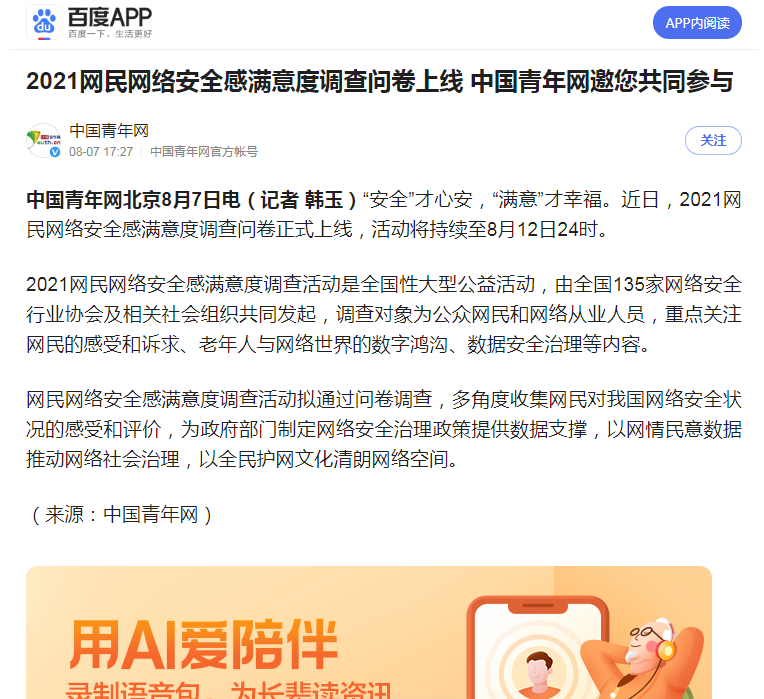 百度APP
百度一下，生活更好
APP内阅读
2021网民网络安全感满意度调查问卷上线 中国青年网邀您共同参与
中国青年网
08-07 17:27 中国青年网官方帐号
关注
中国青年网北京8月7日电（记者 韩玉）“安全”才心安，“满意”才幸福。近日，2021网
民网络安全感满意度调查问卷正式上线，活动将持续至8月12日24时。
2021网民网络安全感满意度调查活动是全国性大型公益活动，由全国135家网络安全
行业协会及相关社会组织共同发起，调查对象为公众网民和网络从业人员，重点关注
网民的感受和诉求、老年人与网络世界的数字鸿沟、数据安全治理等内容。
网民网络安全感满意度调查活动拟通过问卷调查，多角度收集网民对我国网络安全状
况的感受和评价，为政府部门制定网络安全治理政策提供数据支撑，以网情民意数据
推动网络社会治理，以全民护网文化清朗网络空间。
（来源：中国青年网）
用AI爱陪伴
录制语音包，为长辈读资讯